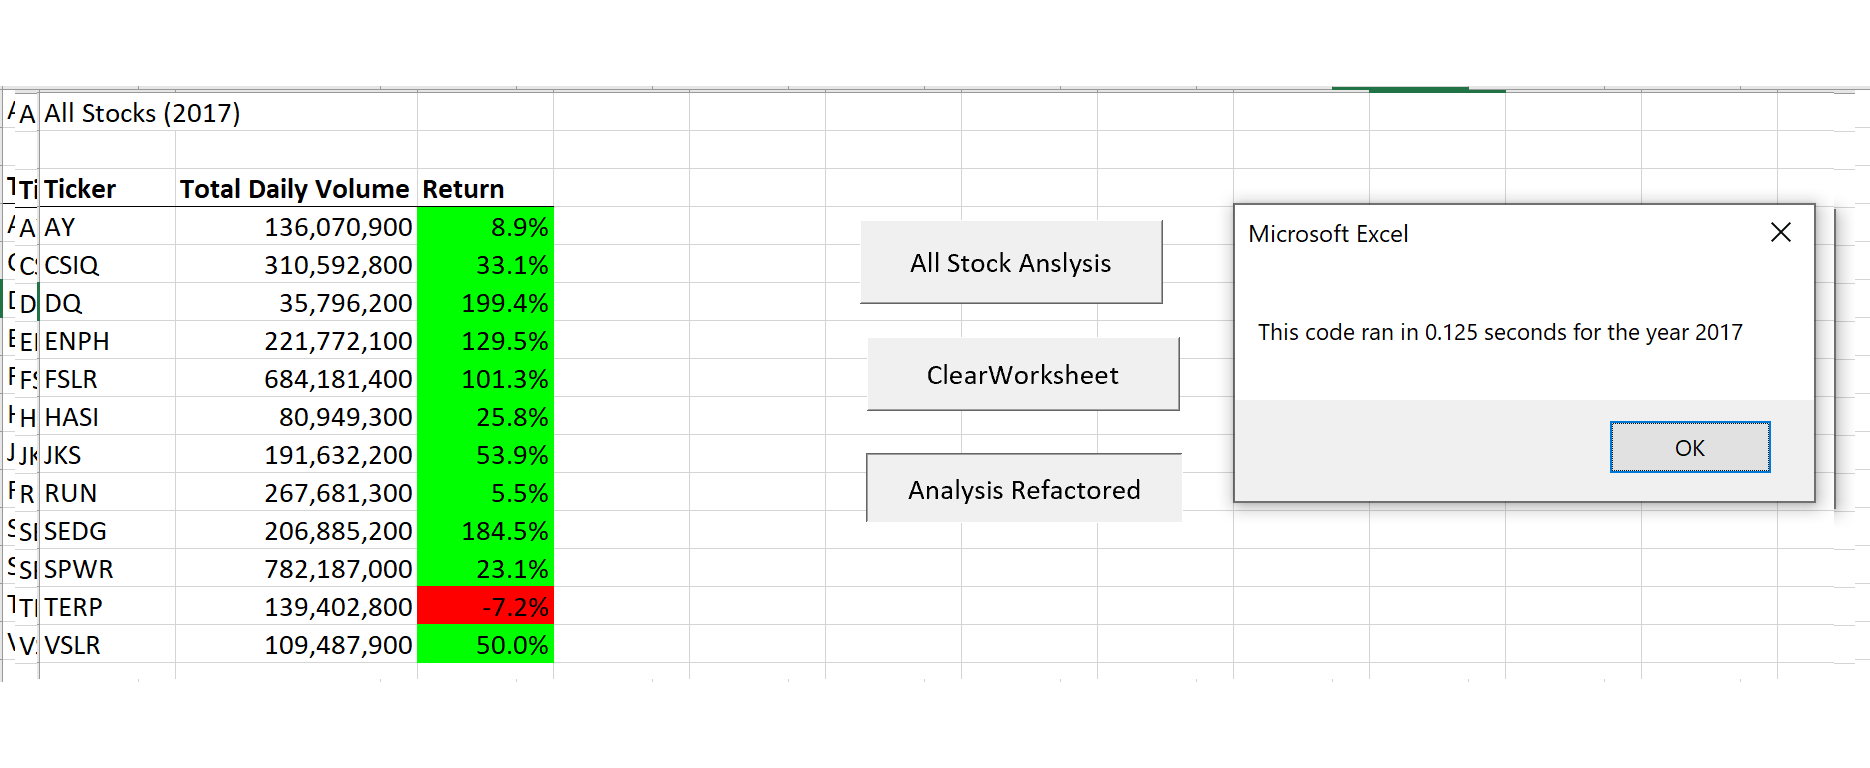 All Stocks (2017)
Ticker Total Daily Volume Return
AY 136,070,900 8.9%
CSIQ 310,592,800 33.1%
DQ 35,796,200 199.4%
ENPH 221,772,100 129.5%
FSLR 684,181,400 101.3%
HASI 80,949,300 25.8%
JKS 191,632,200 53.9%
RUN 267,681,300 5.5%
SEDG 206,885,200 184.5%
SPWR 782,187,000 23.1%
TERP 139,402,800 -7.2%
VSLR 109,487,900 50.0%
All Stock Anslysis
ClearWorksheet
Analysis Refactored
Microsoft Excel
This code ran in 0.125 seconds for the year 2017
OK